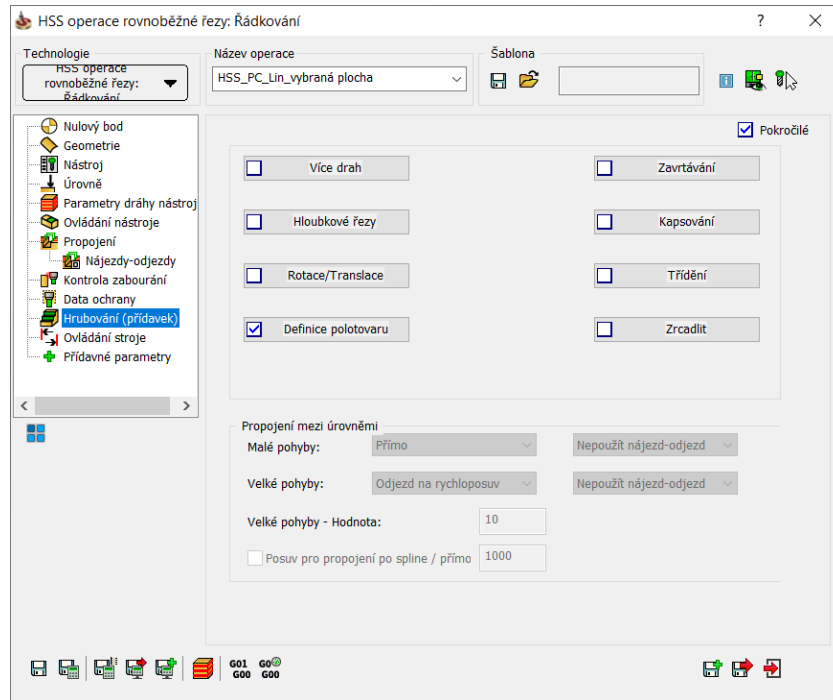 HSS operace rovnoběžné řezy: Řádkování
?
Technologie
HSS operace
rovnoběžné řezy:
Řádkování
Název operace
HSS_PC_Lin_vybraná plocha
Šablona
Pokročilé
Nulový bod
Geometrie
Nástroj
Úrovně
Parametry dráhy nástroj
Ovládání nástroje
Propojení
Nájezdy-odjezdy
Kontrola zabourání
Data ochrany
Hrubování (přídavek)
Ovládání stroje
Přídavné parametry
Více drah
Zavrtávání
Hloubkové řezy
Kapsování
Rotace/Translace
Třídění
Definice polotovaru
Zrcadlit
Propojení mezi úrovněmi
Malé pohyby: Přímo Nepoužít nájezd-odjezd
Velké pohyby: Odjezd na rychloposuv Nepoužít nájezd-odjezd
Velké pohyby - Hodnota: 10
Posuv pro propojení po spline / přímo 1000
G01 G0
G00 G00